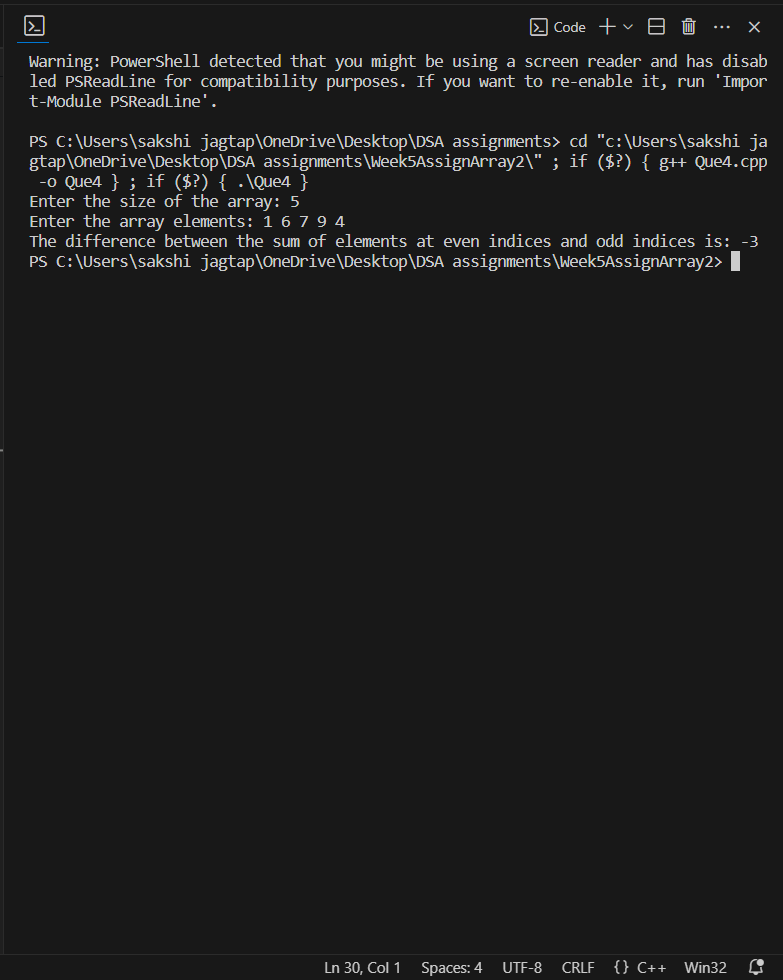 Code
Warning: PowerShell detected that you might be using a screen reader and has disab
led PSReadLine for compatibility purposes. If you want to re-enable it, run 'Impor
t-Module PSReadLine'.
PS C:\Users\sakshi jagtap\OneDrive\Desktop\DSA assignments> cd "c:\Users\sakshi ja
gtap\OneDrive\Desktop\DSA assignments\Week5AssignArray2\" ; if ($?) { g++ Que4.cpp
 -o Que4 } ; if ($?) { .\Que4 }
Enter the size of the array: 5
Enter the array elements: 1 6 7 9 4
The difference between the sum of elements at even indices and odd indices is: -3
PS C:\Users\sakshi jagtap\OneDrive\Desktop\DSA assignments\Week5AssignArray2>
Ln 30, Col 1 Spaces: 4 UTF-8 CRLF {} C++ Win32